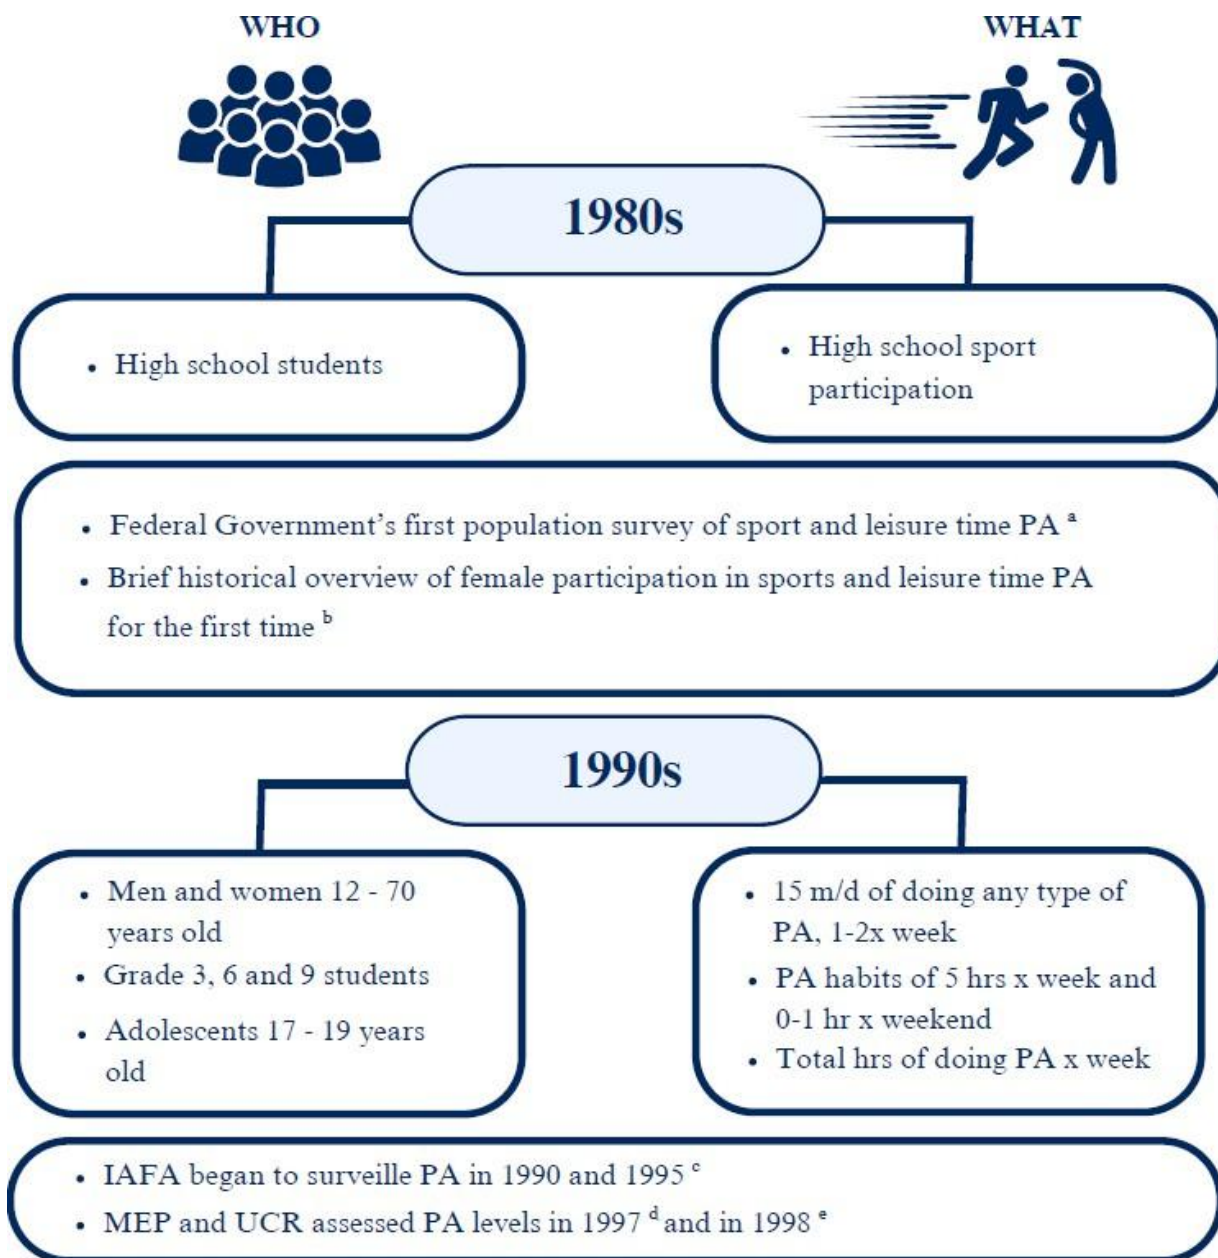 WHO
WHAT
1980s
• High school students
• High school sport
participation
• Federal Government’s first population survey of sport and leisure time PA ᵃ
• Brief historical overview of female participation in sports and leisure time PA
for the first time ᵇ
1990s
• Men and women 12 - 70
years old
• Grade 3, 6 and 9 students
• Adolescents 17 - 19 years
old
• 15 m/d of doing any type of
PA, 1-2x week
• PA habits of 5 hrs x week and
0-1 hr x weekend
• Total hrs of doing PA x week
• IAFA began to surveille PA in 1990 and 1995 ᶜ
• MEP and UCR assessed PA levels in 1997 ᵈ and in 1998 ᵉ